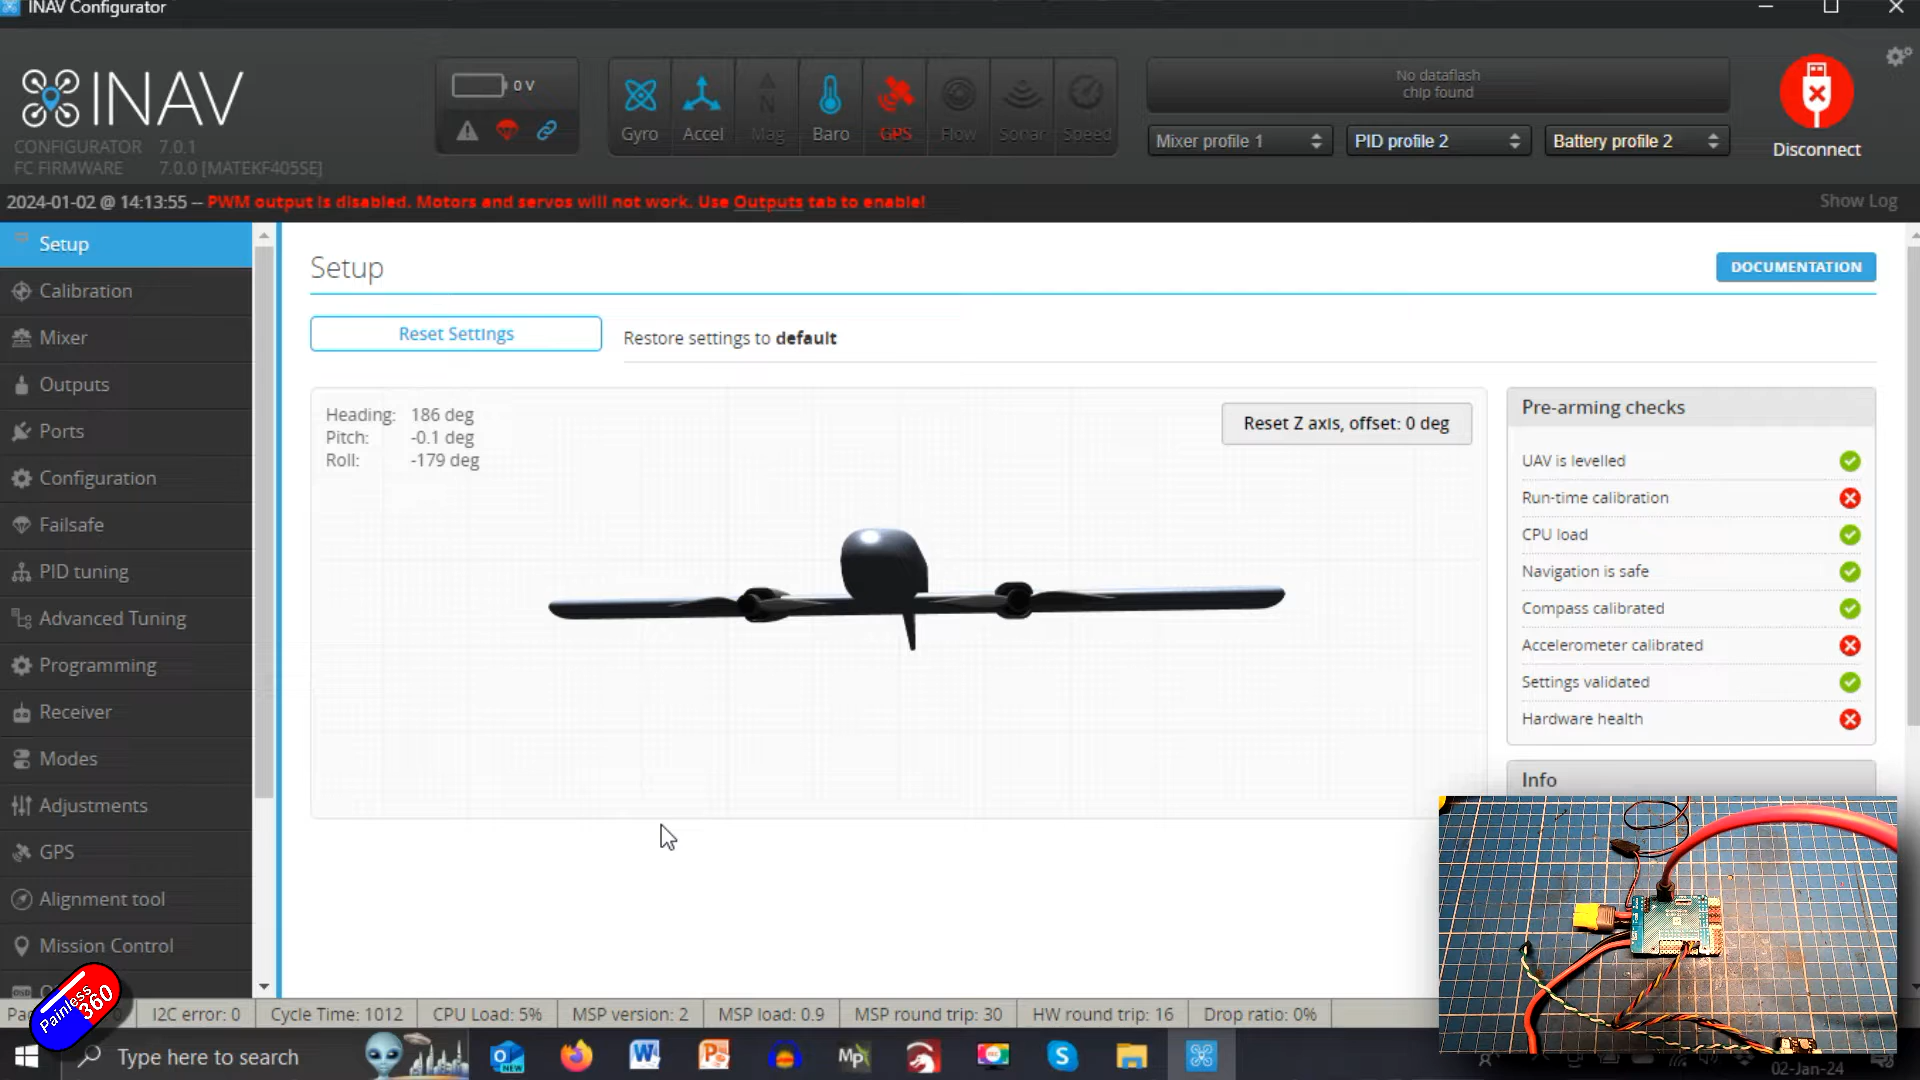 INAV Configurator
INAV
CONFIGURATOR 7.0.1
FC FIRMWARE 7.0.0 [MATEKF405SE]
0 V
Gyro
Accel
Mag
Baro
GPS
Flow
Sonar
Speed
No dataflash
chip found
Mixer profile 1
PID profile 2
Battery profile 2
Disconnect
2024-01-02 @ 14:13:55 -- PWM output is disabled. Motors and servos will not work. Use Outputs tab to enable!
Show Log
Setup
Calibration
Mixer
Outputs
Ports
Configuration
Failsafe
PID tuning
Advanced Tuning
Programming
Receiver
Modes
Adjustments
GPS
Alignment tool
Mission Control
Setup
DOCUMENTATION
Reset Settings
Restore settings to default
Heading: 186 deg
Pitch: -0.1 deg
Roll: -179 deg
Reset Z axis, offset: 0 deg
Pre-arming checks
UAV is levelled
Run-time calibration
CPU load
Navigation is safe
Compass calibrated
Accelerometer calibrated
Settings validated
Hardware health
Info
Painless
360
I2C error: 0
Cycle Time: 1012
CPU Load: 5%
MSP version: 2
MSP load: 0.9
MSP round trip: 30
HW round trip: 16
Drop ratio: 0%
Type here to search
NEW
Mp
02-Jan-24